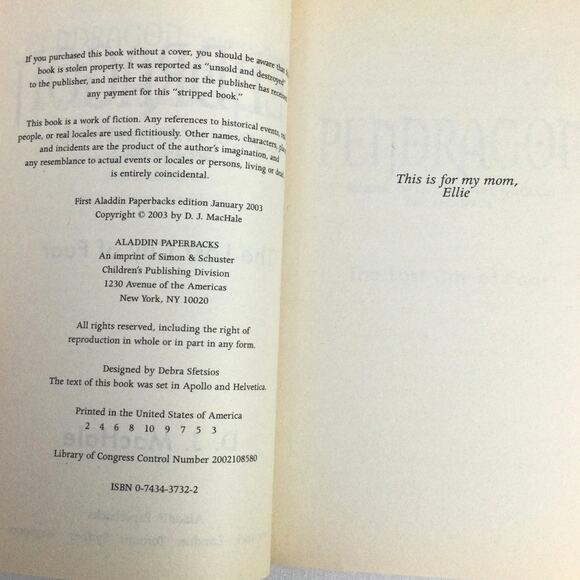 If you purchased this book without a cover, you should be aware that
book is stolen property. It was reported as "unsold and destroyed"
to the publisher, and neither the author nor the publisher has received
any payment for this "stripped book."
This book is a work of fiction. Any references to historical events,
people, or real locales are used fictitiously. Other names, characters,
and incidents are the product of the author's imagination, and
any resemblance to actual events or locales or persons, living or dead,
is entirely coincidental.
First Aladdin Paperbacks edition January 2003
Copyright © 2003 by D. J. MacHale
ALADDIN PAPERBACKS
An imprint of Simon & Schuster
Children's Publishing Division
1230 Avenue of the Americas
New York, NY 10020
All rights reserved, including the right of
reproduction in whole or in part in any form.
Designed by Debra Sfetsios
The text of this book was set in Apollo and Helvetica.
Printed in the United States of America
2 4 6 8 10 9 7 5 3
Library of Congress Control Number 2002108580
ISBN 0-7434-3732-2
This is for my mom,
Ellie